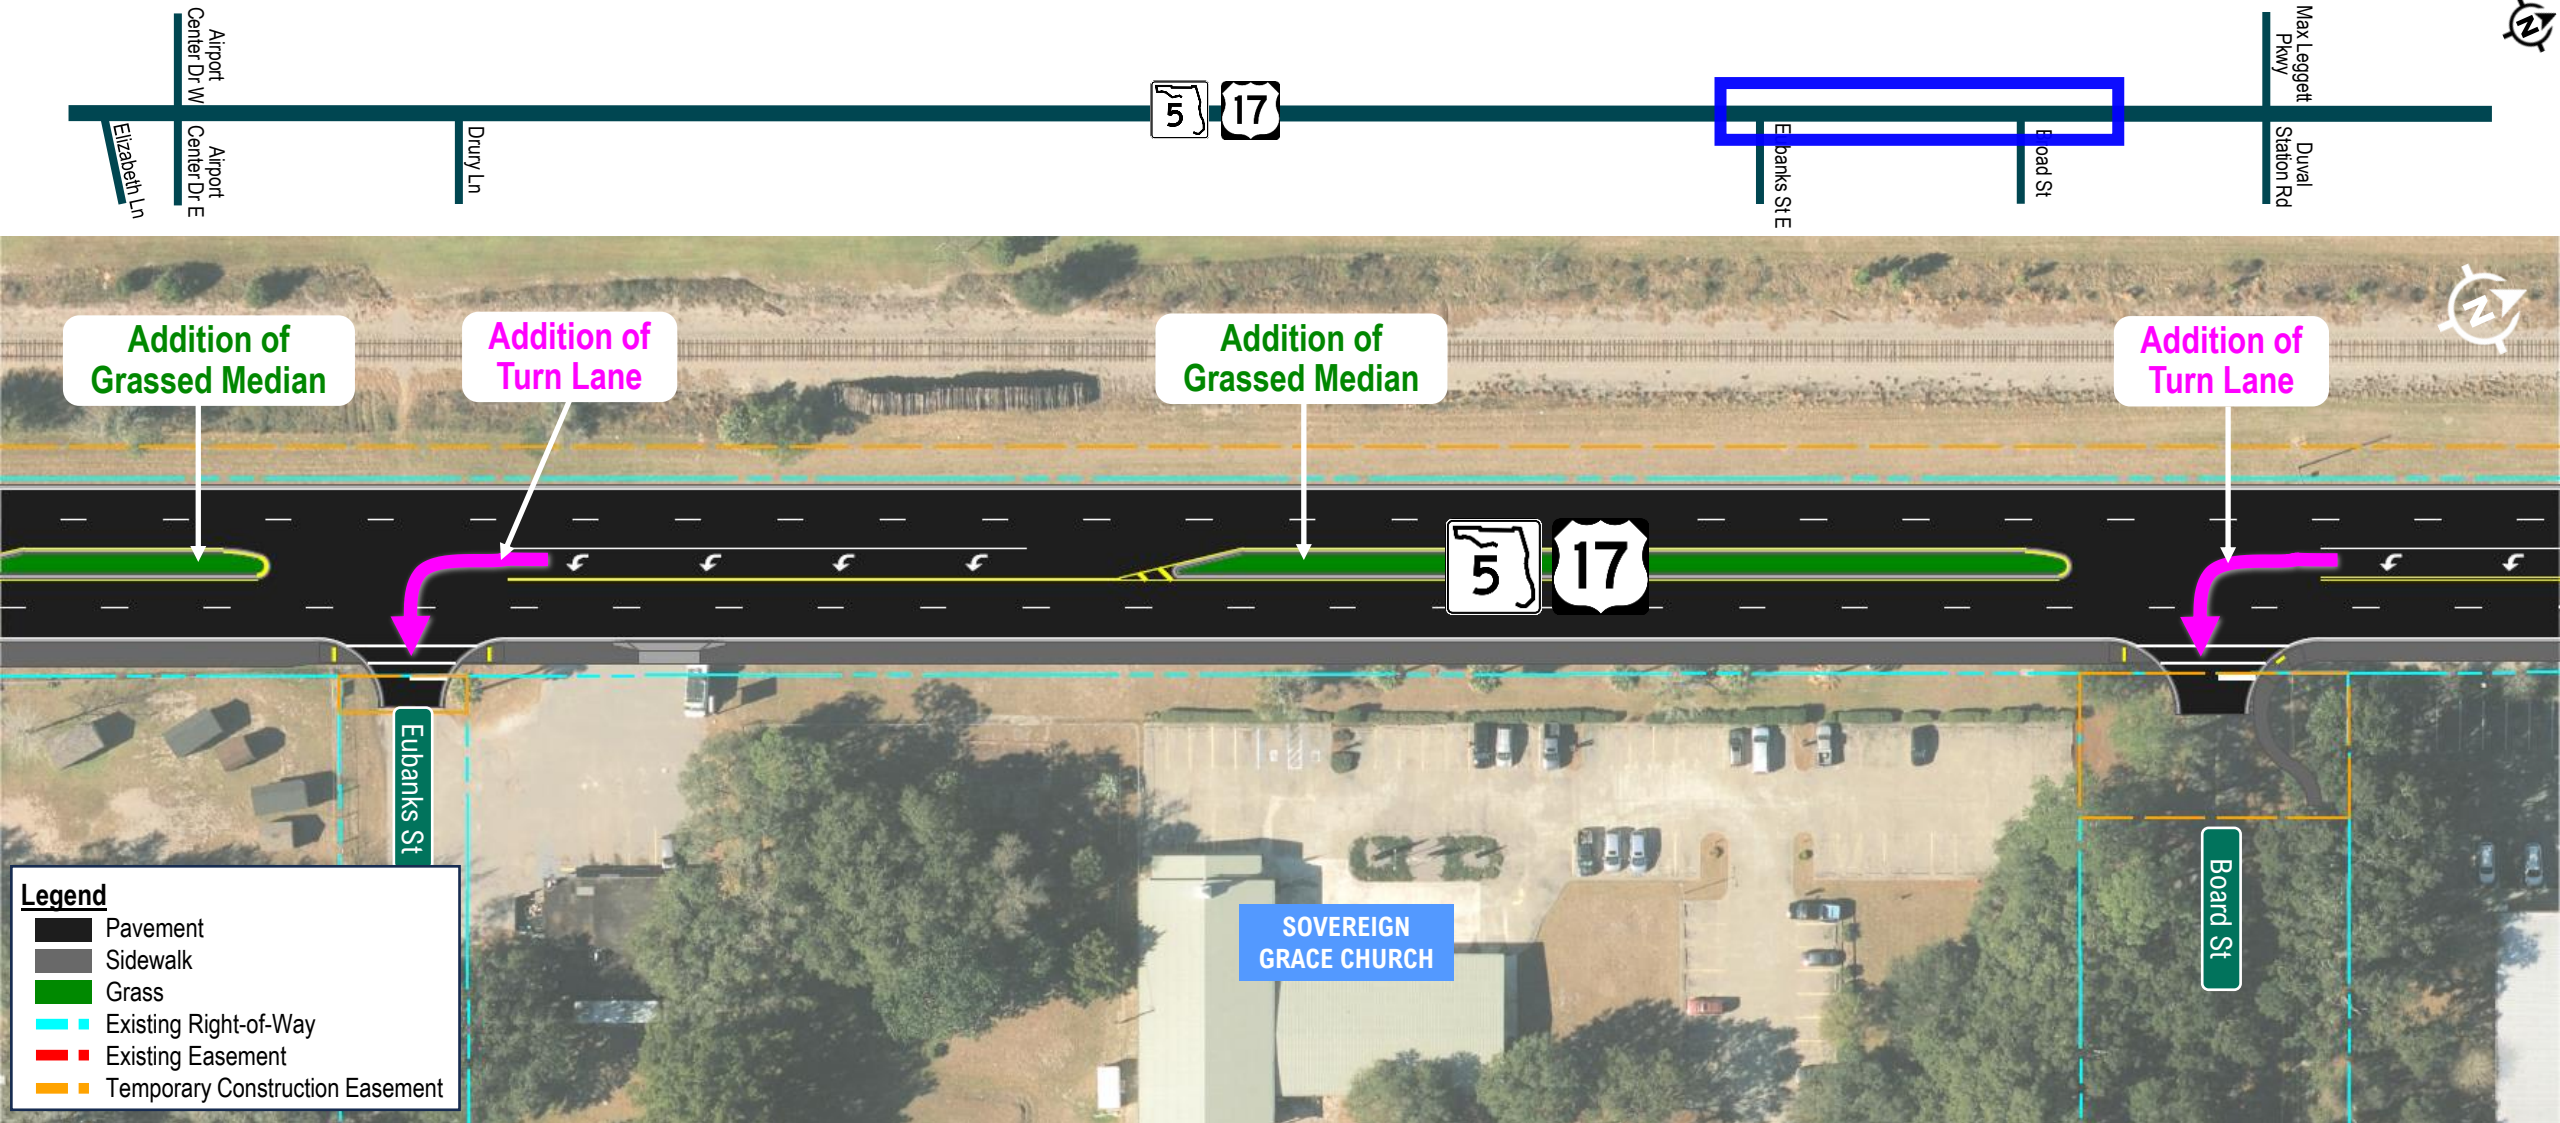 Airport
Center Dr W
Max Leggett
Pkwy
N
5
17
Elizabeth Ln
Airport
Center Dr E
Drury Ln
Eubanks St E
Broad St
Duval
Station Rd
Addition of
Grassed Median
Addition of
Turn Lane
Addition of
Grassed Median
Addition of
Turn Lane
N
5
17
Eubanks St
Board St
SOVEREIGN
GRACE CHURCH
Legend
Pavement
Sidewalk
Grass
Existing Right-of-Way
Existing Easement
Temporary Construction Easement